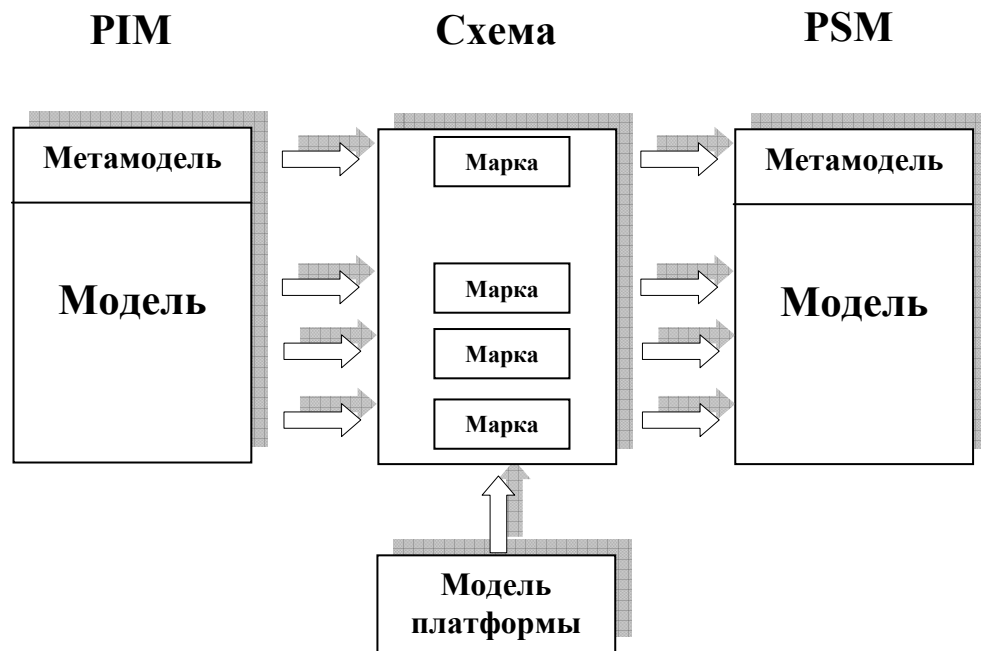 PIM
Схема
PSM
Метамодель
Марка
Метамодель
Модель
Марка
Модель
Марка
Марка
Модель
платформы